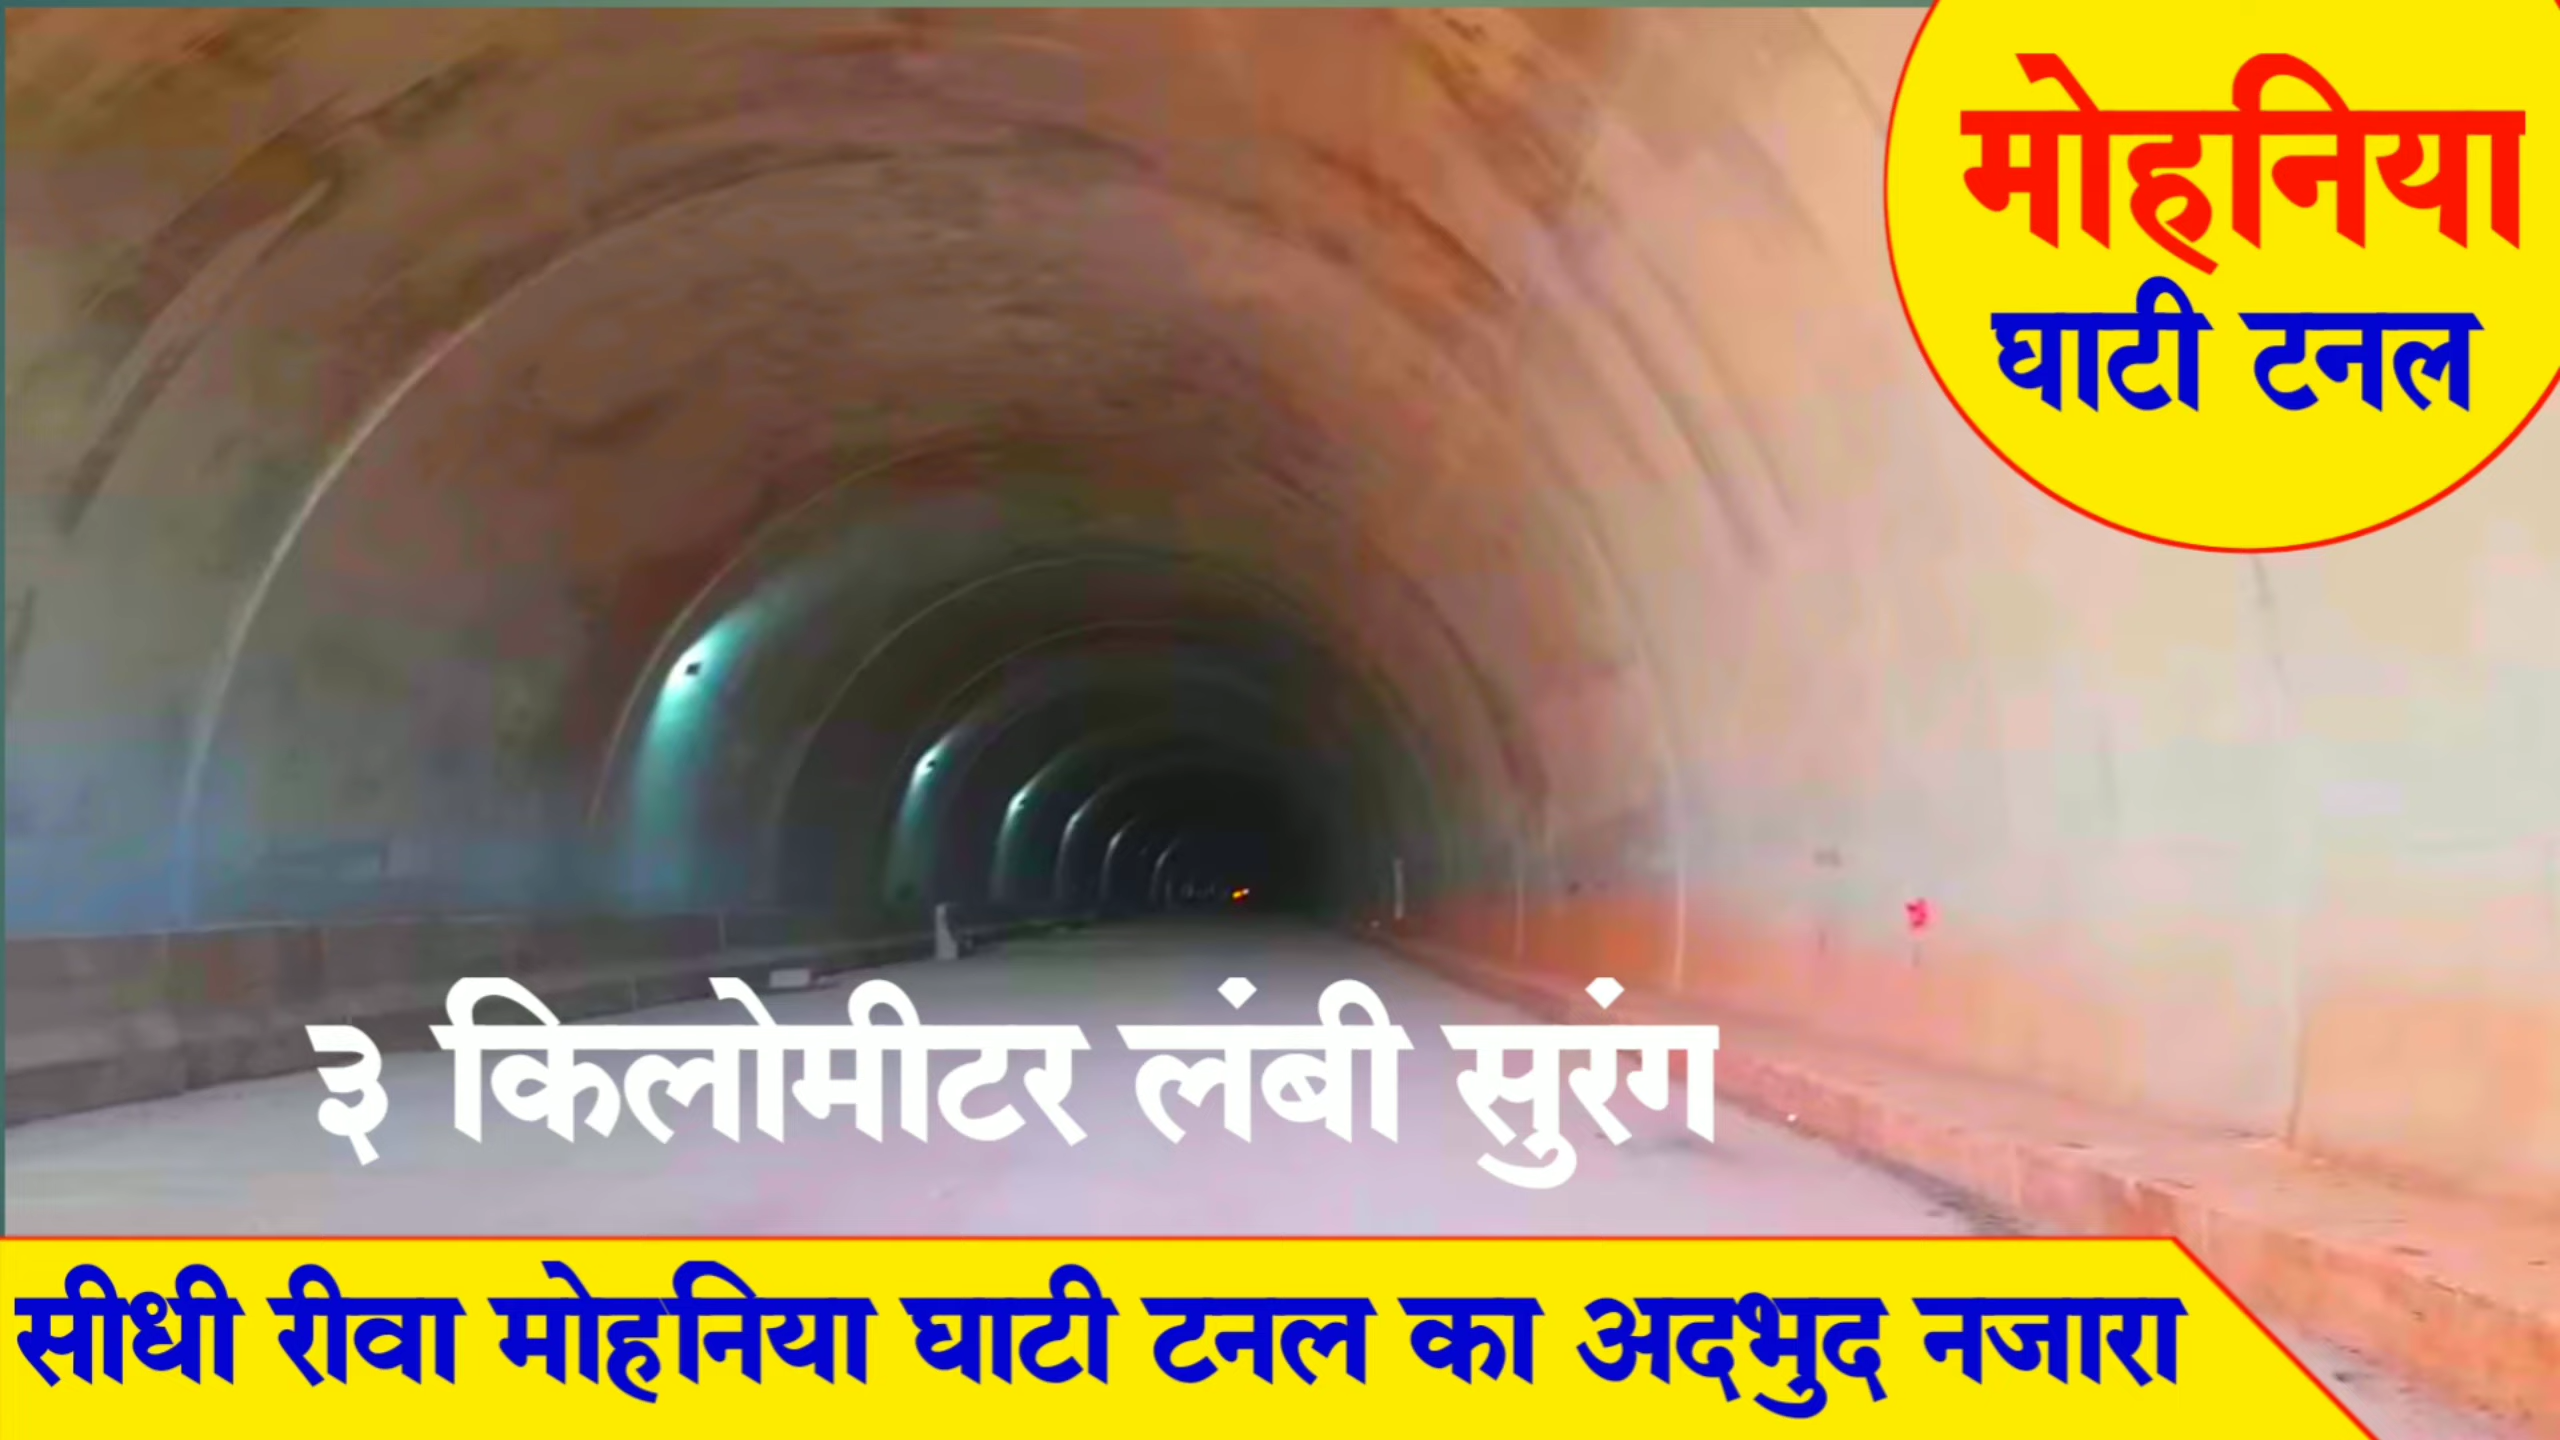 मोहनिया
घाटी टनल
३ किलोमीटर लंबी सुरंग
सीधी रीवा मोहनिया घाटी टनल का अदभुद नजारा